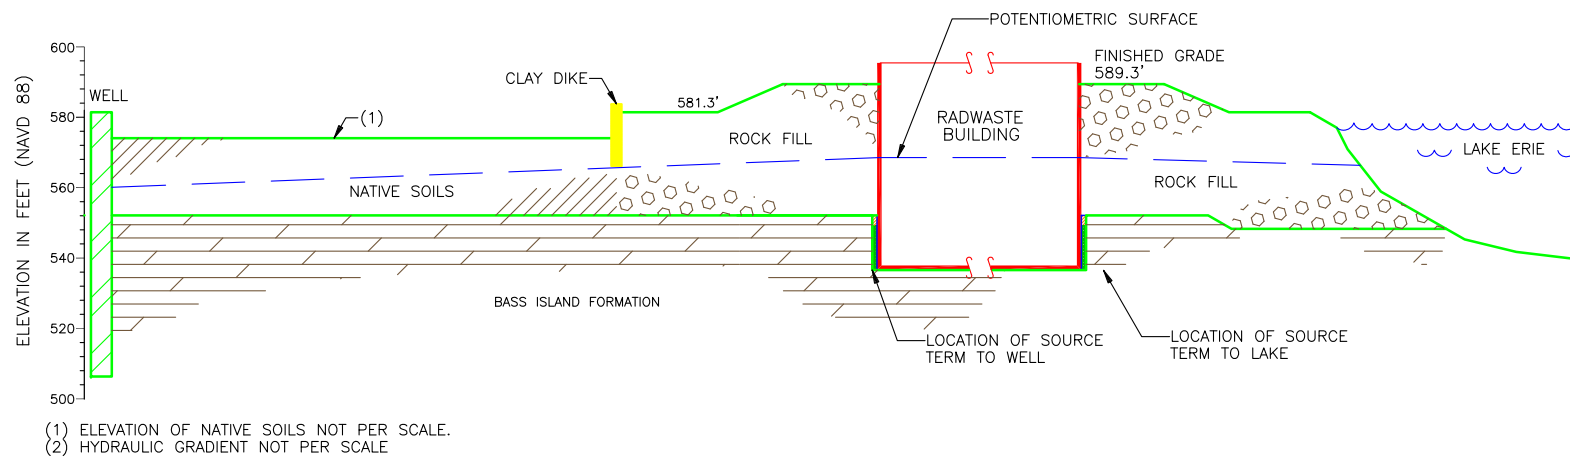 POTENTIOMETRIC SURFACE
600
FINISHED GRADE
589.3'
CLAY DIKE
WELL
581.3'
580
(1)
ROCK FILL
RADWASTE
BUILDING
LAKE ERIE
560
NATIVE SOILS
ROCK FILL
ELEVATION IN FEET (NAVD 88)
540
BASS ISLAND FORMATION
520
LOCATION OF SOURCE
TERM TO WELL
LOCATION OF SOURCE
TERM TO LAKE
500
(1) ELEVATION OF NATIVE SOILS NOT PER SCALE.
(2) HYDRAULIC GRADIENT NOT PER SCALE